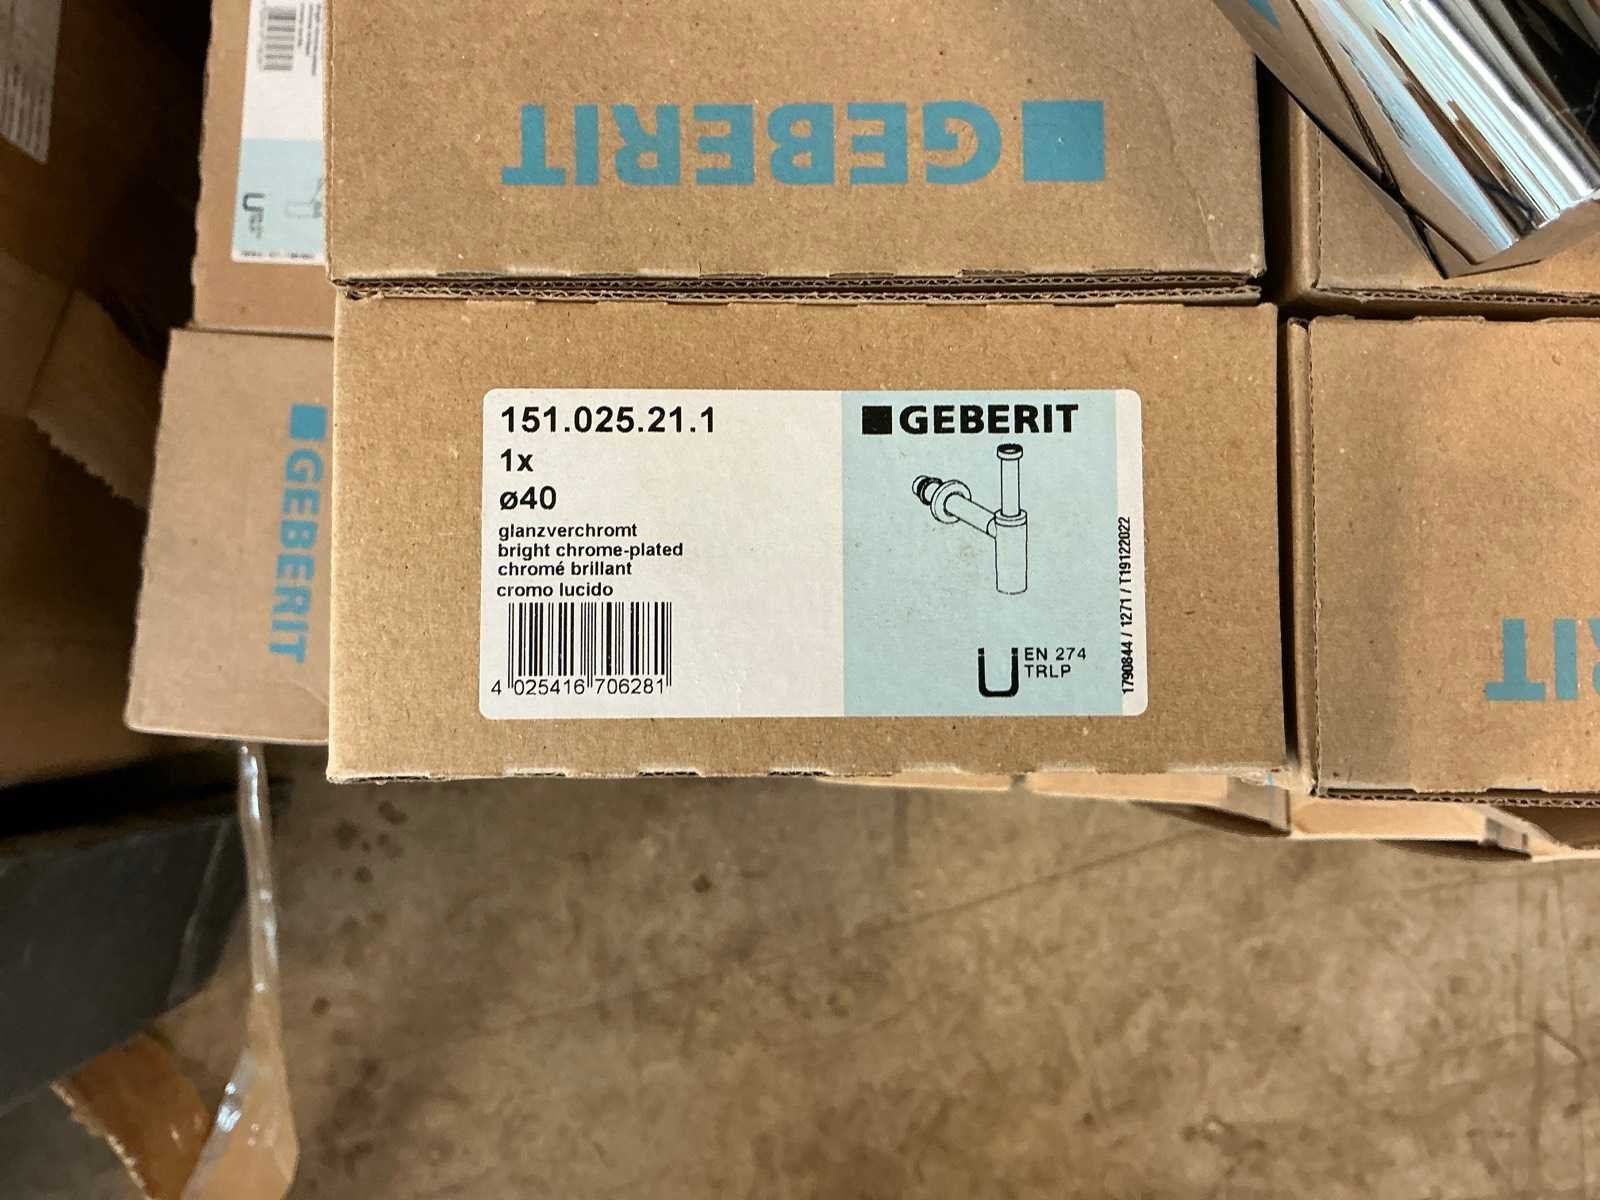 GEBERIT
151.025.21.1
1x
ø40
glanzverchromt
bright chrome-plated
chromé brillant
cromo lucido
4 025416 706281
GEBERIT
EN 274
TRLP
1790844 / 1271 / T19122022
GEBERIT
RIT